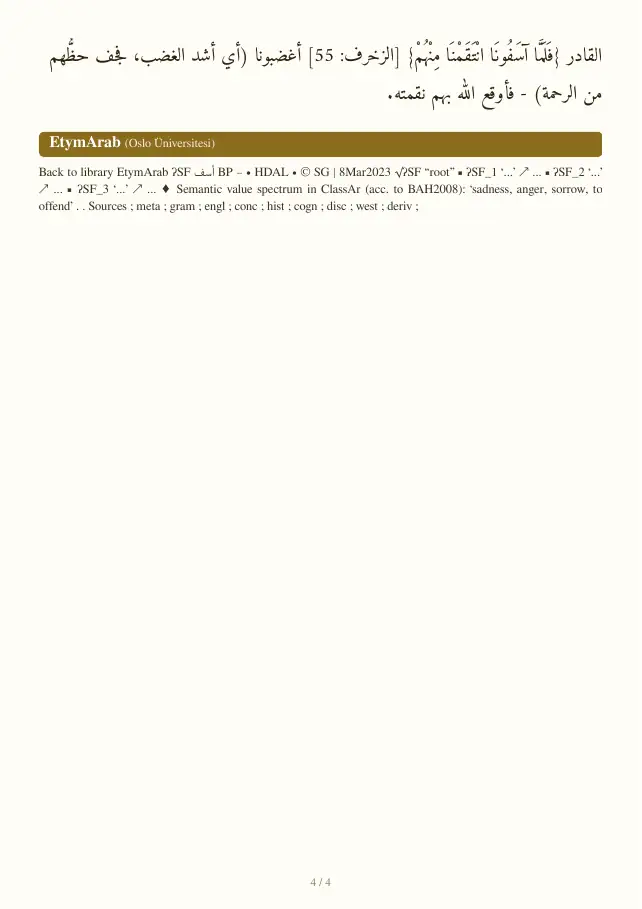 القادر {فَلَمَّا آسَفُونَا انْتَقَمْنَا مِنْهُمْ} [الزخرف: 55] أغضبونا (أي أشد الغضب، فجف حظُّهم
من الرحمة) - فأوقع الله بهم نقمته.
EtymArab (Oslo Üniversitesi)
Back to library EtymArab ʔSF أسف BP – • HDAL • © SG | 8Mar2023 √ʔSF “root” ▪ ʔSF_1 ‘...’ ↗ ... ▪ ʔSF_2 ‘...’
↗ ... ▪ ʔSF_3 ‘...’ ↗ ... ♦ Semantic value spectrum in ClassAr (acc. to BAH2008): ‘sadness, anger, sorrow, to
offend’ . . Sources ; meta ; gram ; engl ; conc ; hist ; cogn ; disc ; west ; deriv ;
4 / 4